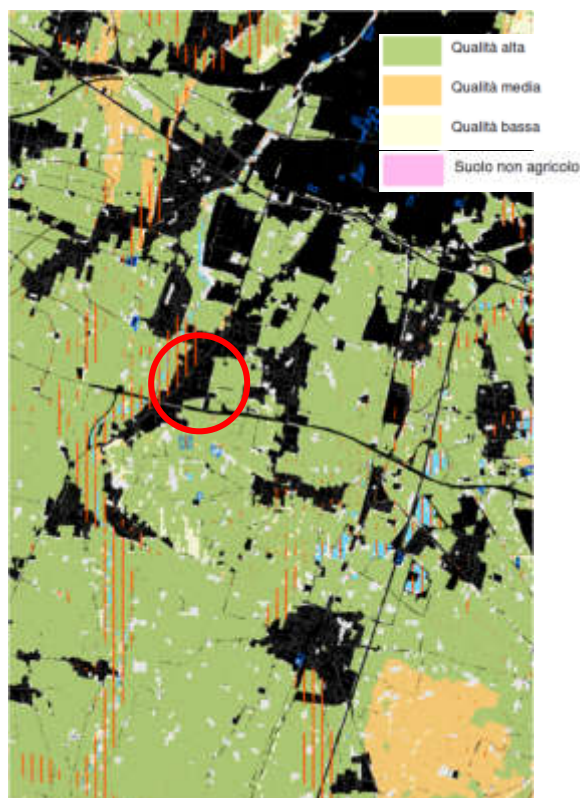 Qualità alta
Qualità media
Qualità bassa
Suolo non agricolo